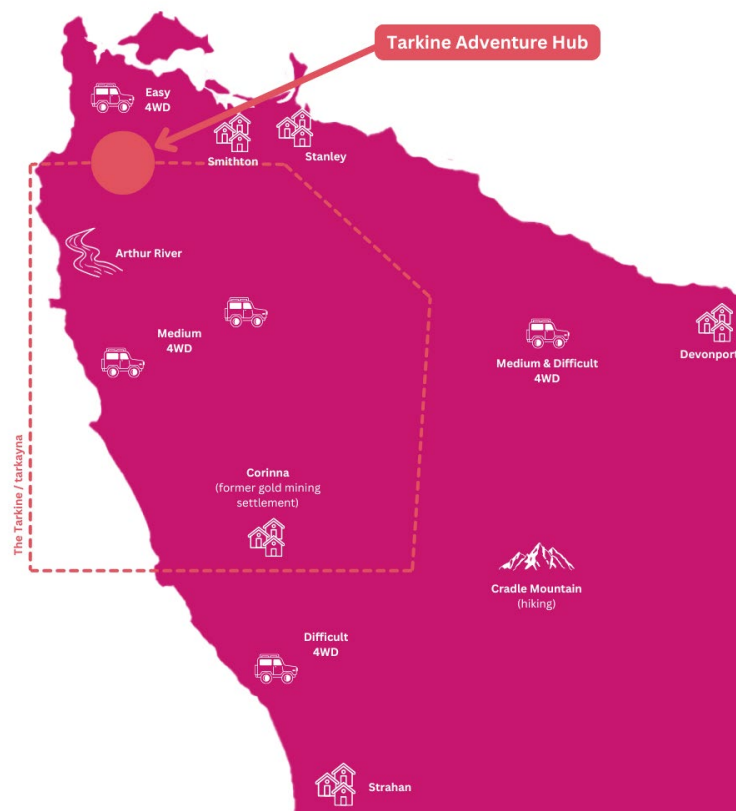 Tarkine Adventure Hub
Easy
4WD
Smithton
Stanley
Arthur River
Medium
4WD
Medium & Difficult
4WD
Devonport
The Tarkine / tarkayna
Corinna
(former gold mining
settlement)
Cradle Mountain
(hiking)
Difficult
4WD
Strahan